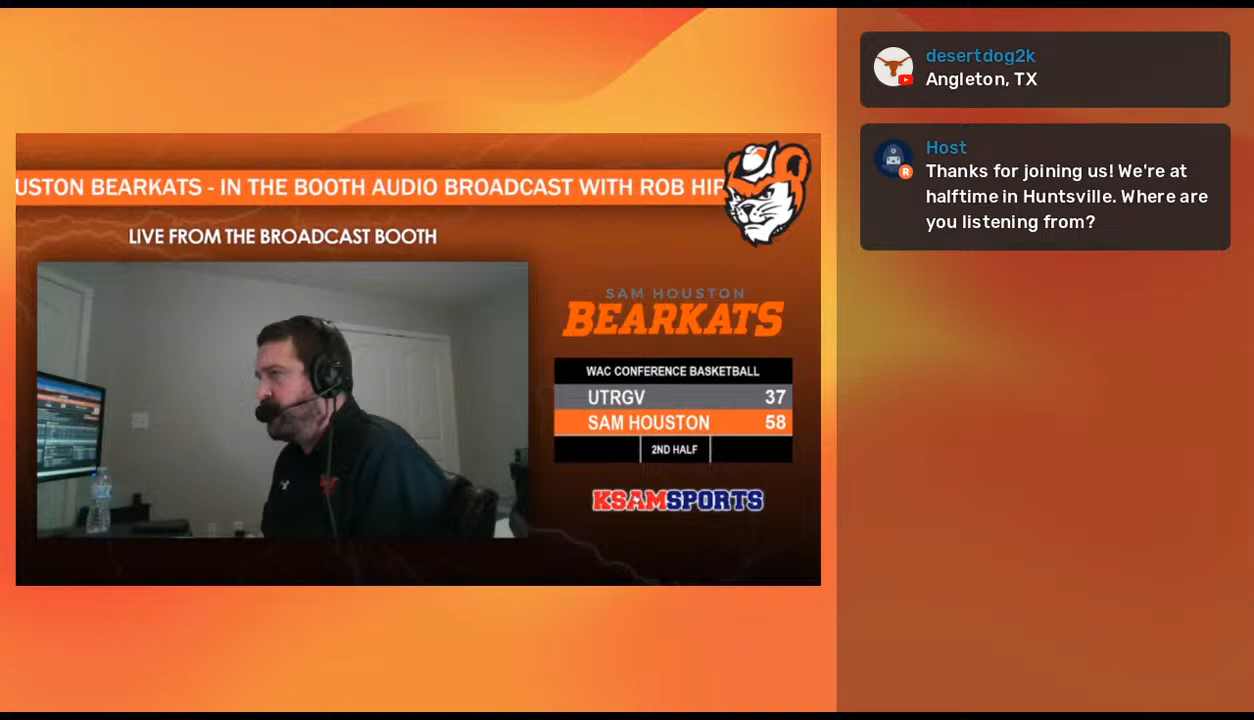 USTON BEARKATS - IN THE BOOTH AUDIO BROADCAST WITH ROB HIP
LIVE FROM THE BROADCAST BOOTH
SAM HOUSTON
BEARKATS
WAC CONFERENCE BASKETBALL
UTRGV 37
SAM HOUSTON 58
2ND HALF
KSAMSPORTS
desertdog2k
Angleton, TX
Host
R
Thanks for joining us! We're at
halftime in Huntsville. Where are
you listening from?